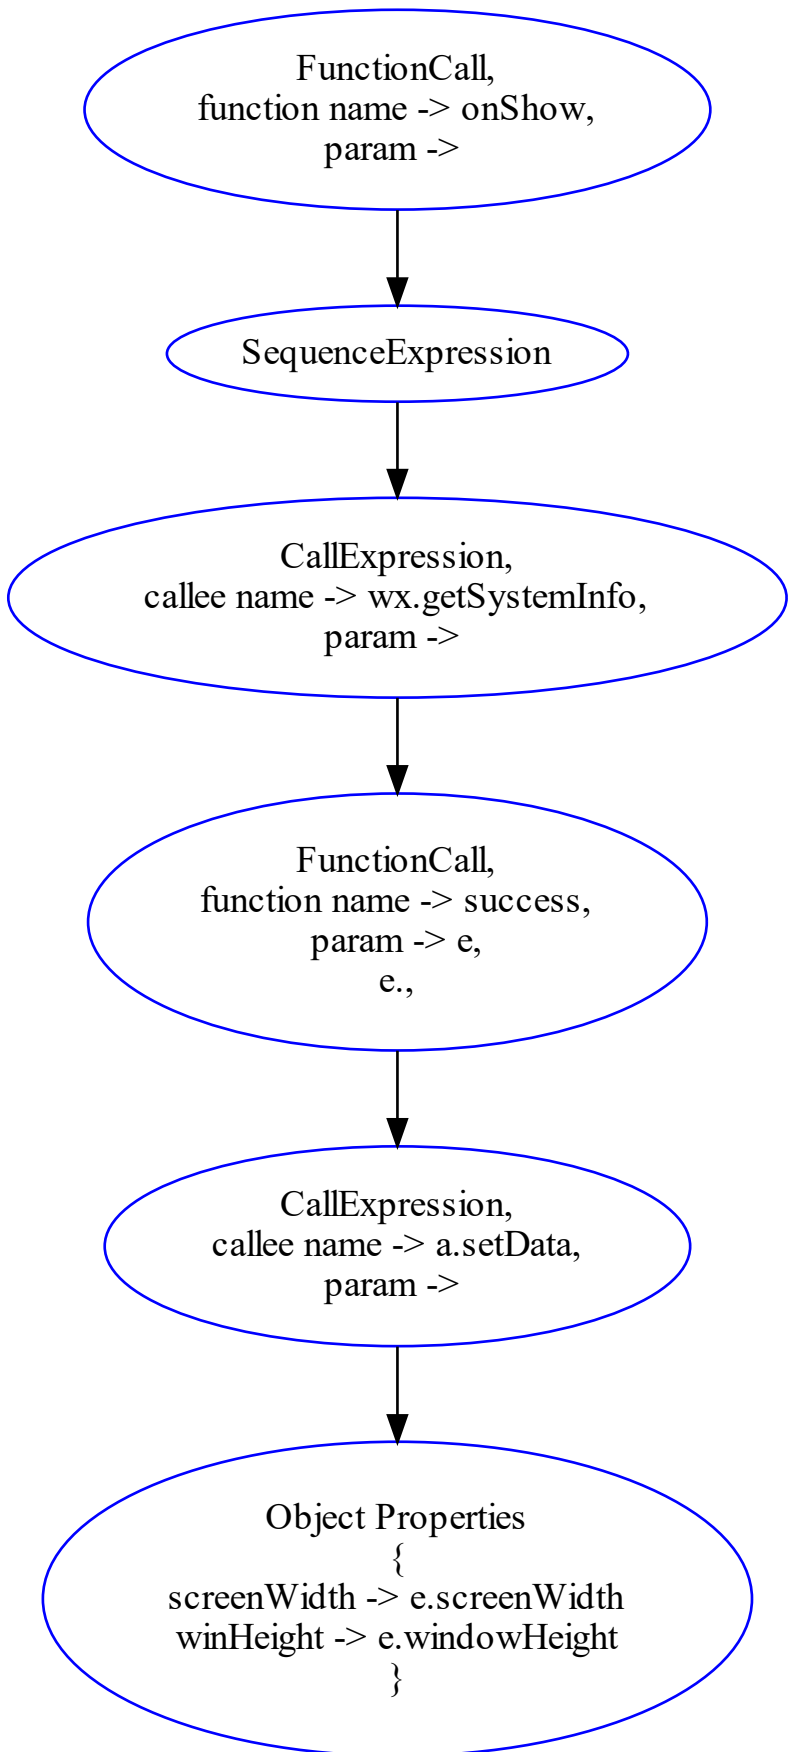 FunctionCall,
function name -> onShow,
param ->
SequenceExpression
CallExpression,
callee name -> wx.getSystemInfo,
param ->
FunctionCall,
function name -> success,
param -> e,
e.,
CallExpression,
callee name -> a.setData,
param ->
Object Properties
{
screenWidth -> e.screenWidth
winHeight -> e.windowHeight
}